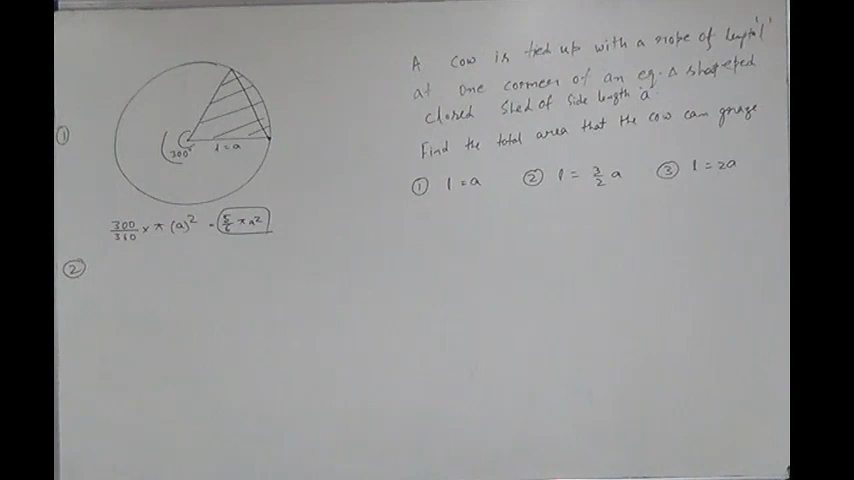 A cow is tied up with a rope of length 'l'
at one corner of an eq. Δ shapeped
closed shed of side length 'a'.
Find the total area that the cow can graze.
① l = a ② l = 3/2 a ③ l = 2a
①
300°
l = a
300/360 × π (a)² = 5/6 πa²
②